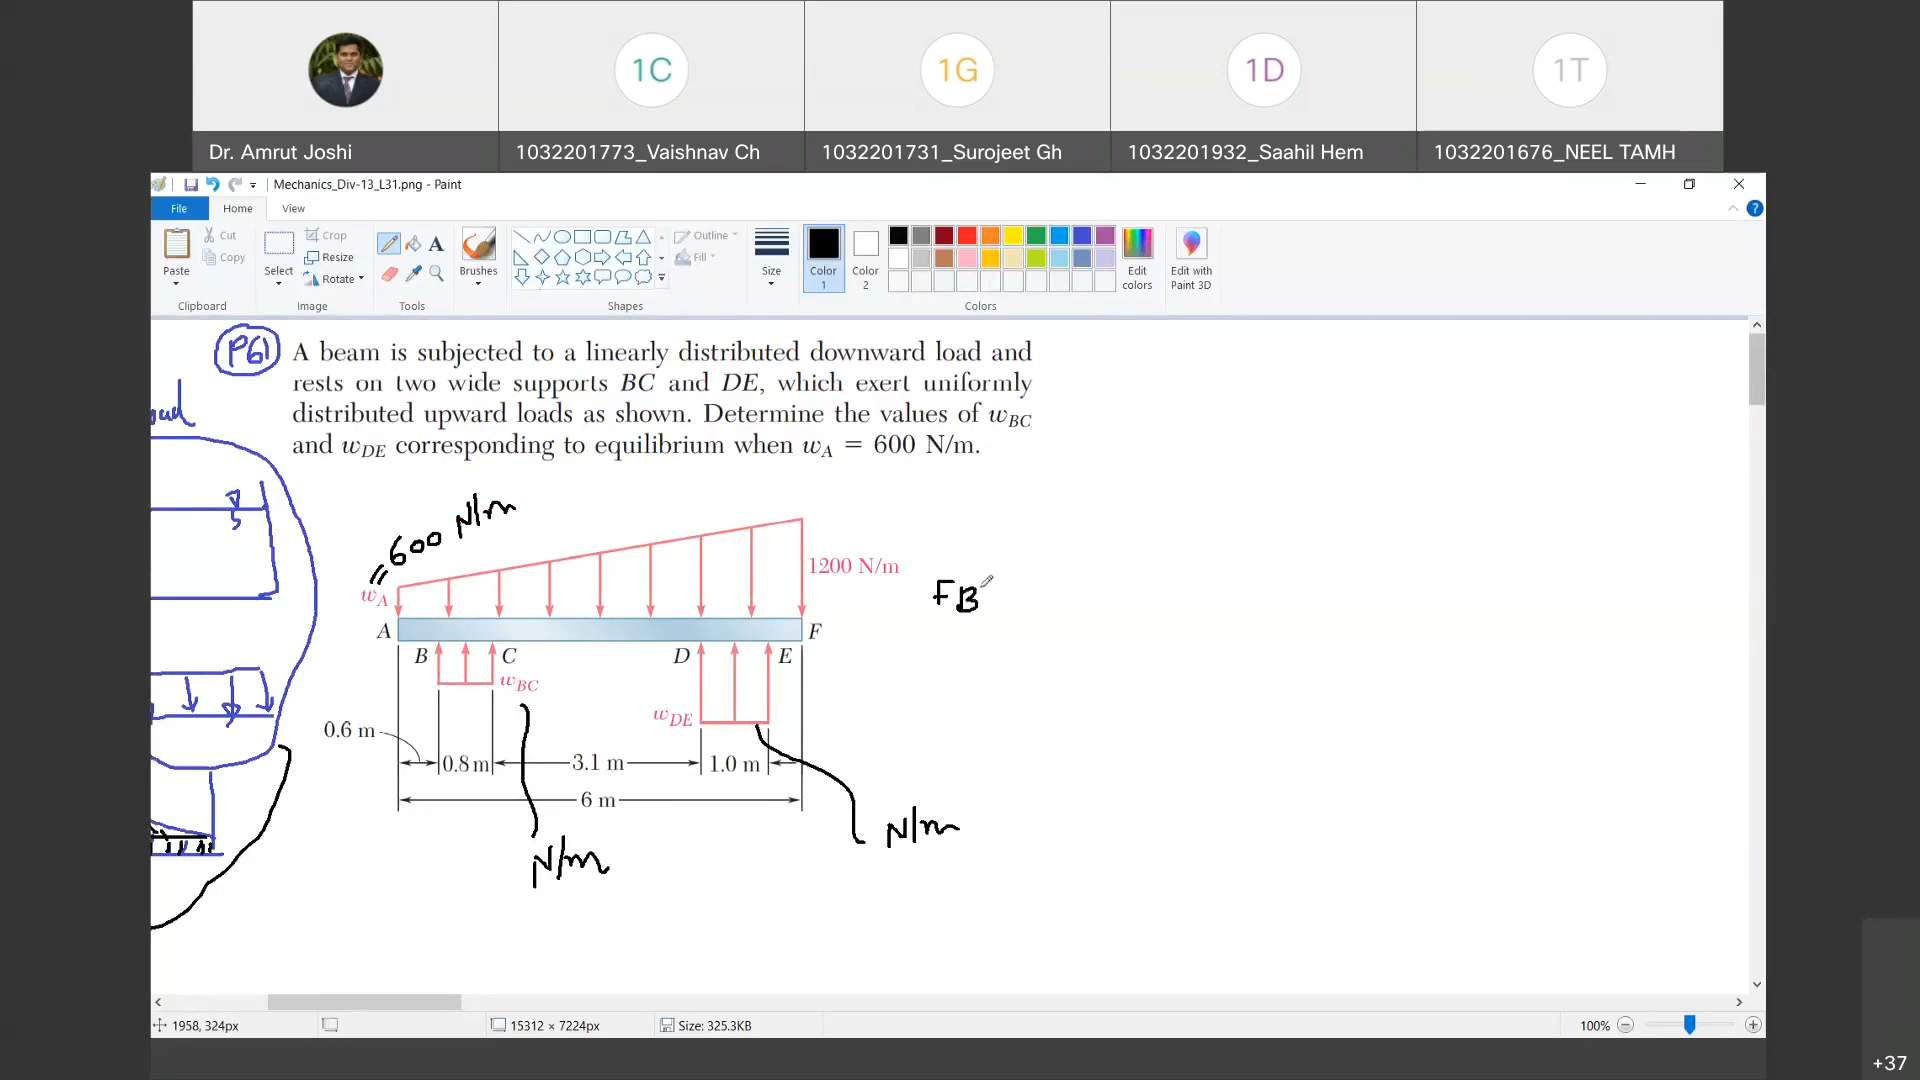 1C
1G
1D
1T
Dr. Amrut Joshi
1032201773_Vaishnav Ch
1032201731_Surojeet Gh
1032201932_Saahil Hem
1032201676_NEEL TAMH
Mechanics_Div-13_L31.png - Paint
File
Home
View
Paste
Cut
Copy
Clipboard
Select
Crop
Resize
Rotate
Image
A
Tools
Brushes
Outline
Fill
Shapes
Size
Color 1
Color 2
Edit colors
Edit with Paint 3D
Colors
?
P61
A beam is subjected to a linearly distributed downward load and
rests on two wide supports BC and DE, which exert uniformly
distributed upward loads as shown. Determine the values of wBC
and wDE corresponding to equilibrium when wA = 600 N/m.
600 N/m
1200 N/m
wA
FB
A
F
B
C
D
E
wBC
wDE
0.6 m
0.8 m
3.1 m
1.0 m
6 m
N/m
N/m
1958, 324px
15312 × 7224px
Size: 325.3KB
100%
+37